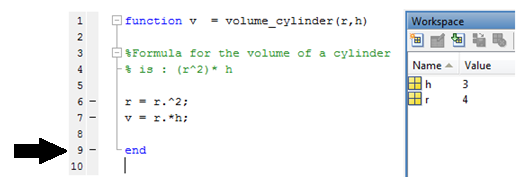 1 function v = volume_cylinder(r,h)
2
3 %Formula for the volume of a cylinder
4 % is : (r^2)* h
5
6 - r = r.^2;
7 - v = r.*h;
8
9 - end
10
Workspace
Name Value
h 3
r 4